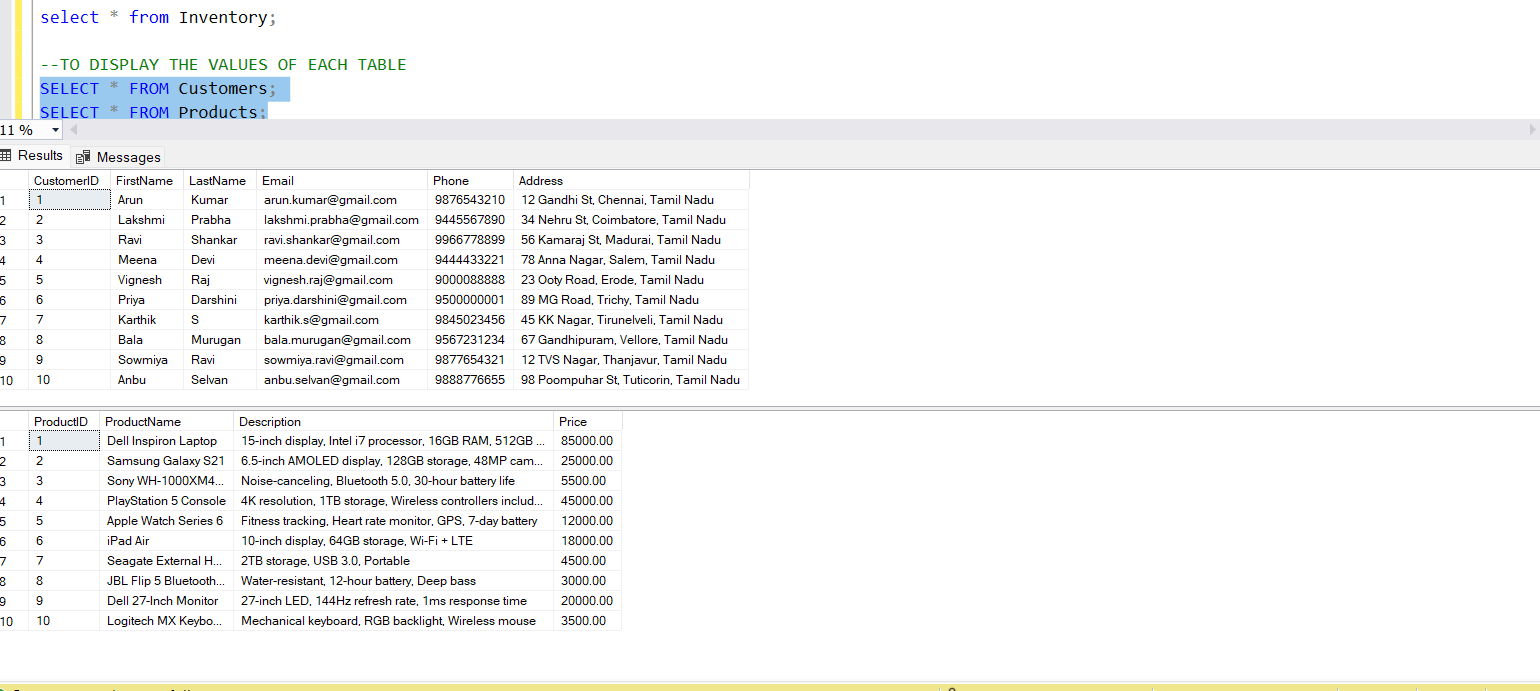 select * from Inventory;
--TO DISPLAY THE VALUES OF EACH TABLE
SELECT * FROM Customers;
SELECT * FROM Products;
11 %
Results Messages
CustomerID FirstName LastName Email Phone Address
1 1 Arun Kumar arun.kumar@gmail.com 9876543210 12 Gandhi St, Chennai, Tamil Nadu
2 2 Lakshmi Prabha lakshmi.prabha@gmail.com 9445567890 34 Nehru St, Coimbatore, Tamil Nadu
3 3 Ravi Shankar ravi.shankar@gmail.com 9966778899 56 Kamaraj St, Madurai, Tamil Nadu
4 4 Meena Devi meena.devi@gmail.com 9444433221 78 Anna Nagar, Salem, Tamil Nadu
5 5 Vignesh Raj vignesh.raj@gmail.com 9000088888 23 Ooty Road, Erode, Tamil Nadu
6 6 Priya Darshini priya.darshini@gmail.com 9500000001 89 MG Road, Trichy, Tamil Nadu
7 7 Karthik S karthik.s@gmail.com 9845023456 45 KK Nagar, Tirunelveli, Tamil Nadu
8 8 Bala Murugan bala.murugan@gmail.com 9567231234 67 Gandhipuram, Vellore, Tamil Nadu
9 9 Sowmiya Ravi sowmiya.ravi@gmail.com 9877654321 12 TVS Nagar, Thanjavur, Tamil Nadu
10 10 Anbu Selvan anbu.selvan@gmail.com 9888776655 98 Poompuhar St, Tuticorin, Tamil Nadu
ProductID ProductName Description Price
1 1 Dell Inspiron Laptop 15-inch display, Intel i7 processor, 16GB RAM, 512GB ... 85000.00
2 2 Samsung Galaxy S21 6.5-inch AMOLED display, 128GB storage, 48MP cam... 25000.00
3 3 Sony WH-1000XM4... Noise-canceling, Bluetooth 5.0, 30-hour battery life 5500.00
4 4 PlayStation 5 Console 4K resolution, 1TB storage, Wireless controllers includ... 45000.00
5 5 Apple Watch Series 6 Fitness tracking, Heart rate monitor, GPS, 7-day battery 12000.00
6 6 iPad Air 10-inch display, 64GB storage, Wi-Fi + LTE 18000.00
7 7 Seagate External H... 2TB storage, USB 3.0, Portable 4500.00
8 8 JBL Flip 5 Bluetooth... Water-resistant, 12-hour battery, Deep bass 3000.00
9 9 Dell 27-Inch Monitor 27-inch LED, 144Hz refresh rate, 1ms response time 20000.00
10 10 Logitech MX Keybo... Mechanical keyboard, RGB backlight, Wireless mouse 3500.00